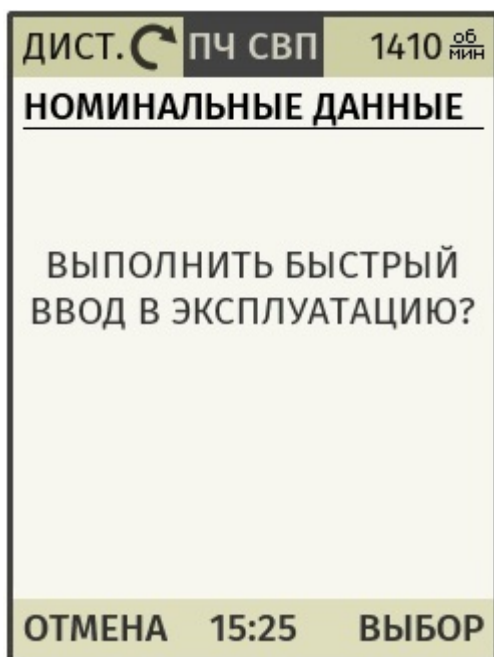 ДИСТ. ПЧ СВП 1410 об/мин
НОМИНАЛЬНЫЕ ДАННЫЕ
ВЫПОЛНИТЬ БЫСТРЫЙ
ВВОД В ЭКСПЛУАТАЦИЮ?
ОТМЕНА 15:25 ВЫБОР